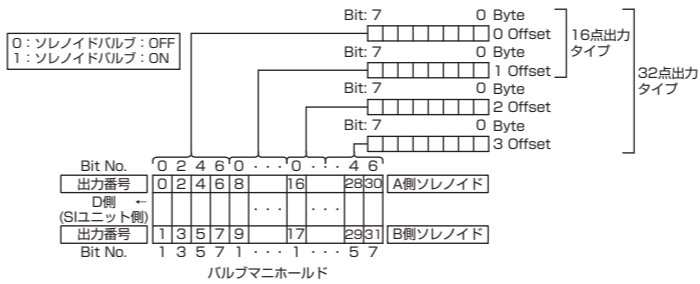 Bit: 7 0 Byte
0 Offset
0：ソレノイドバルブ：OFF
1：ソレノイドバルブ：ON
Bit: 7 0 Byte
1 Offset
16点出力
タイプ
Bit: 7 0 Byte
2 Offset
32点出力
タイプ
Bit: 7 0 Byte
3 Offset
Bit No. 0 2 4 6 0 · · · 0 · · · 4 6
出力番号 0 2 4 6 8 16 28 30 A側ソレノイド
D側 ←
(SIユニット側) · · · · · ·
出力番号 1 3 5 7 9 17 29 31 B側ソレノイド
Bit No. 1 3 5 7 1 · · · 1 · · · 5 7
バルブマニホールド